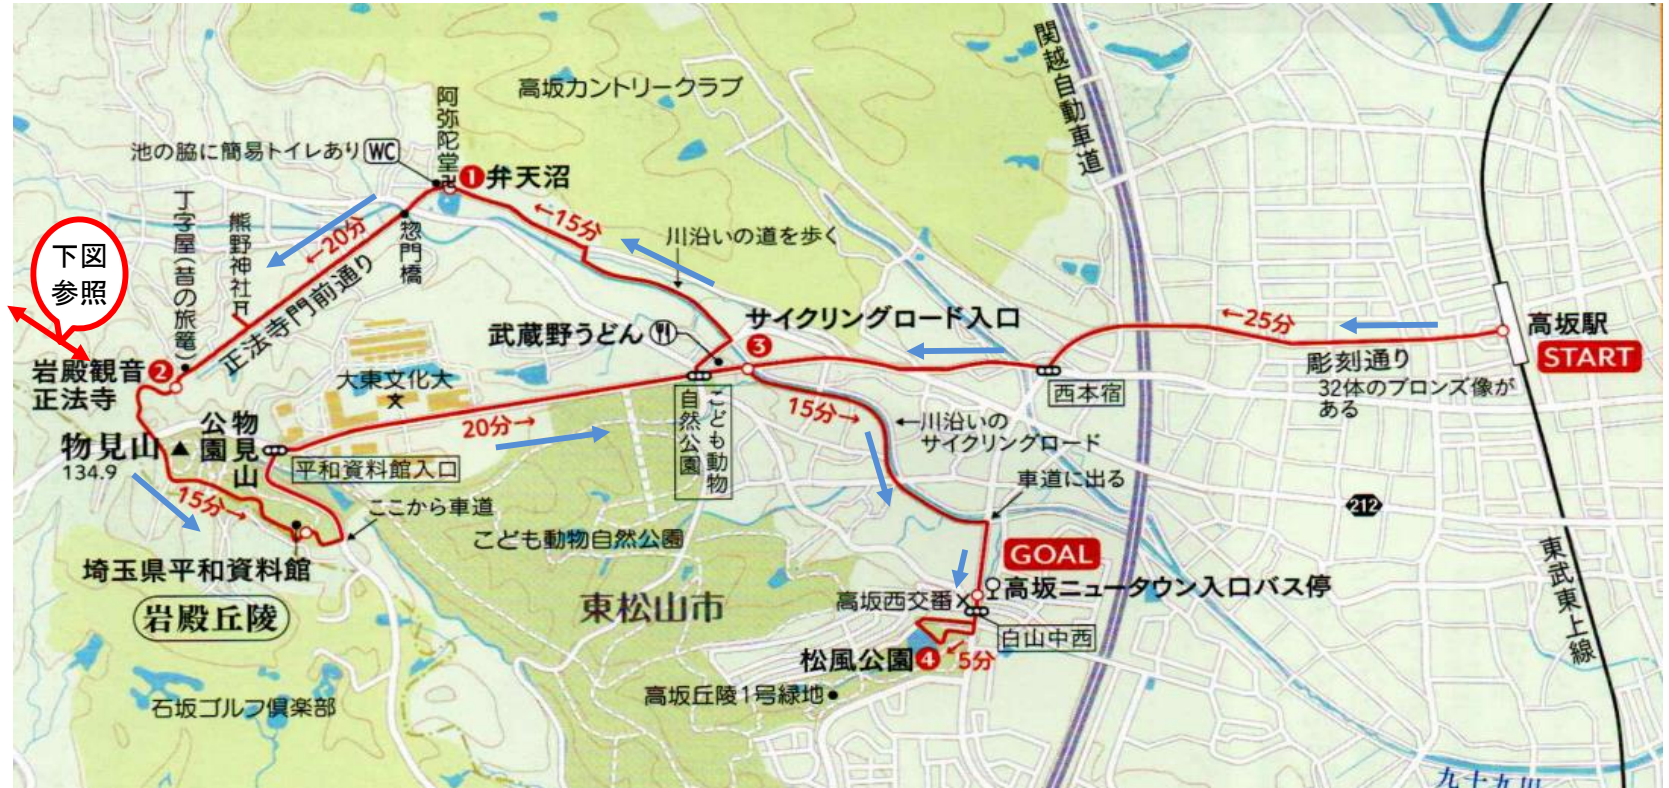 関越自動車道
高坂カントリークラブ
阿弥陀堂
卍
池の脇に簡易トイレあり WC
❶弁天沼
丁字屋(昔の旅籠)
熊野神社
←20分
惣門橋
←15分
川沿いの道を歩く
下図
参照
正法寺門前通り
武蔵野うどん
サイクリングロード入口
❸
←25分
高坂駅
START
彫刻通り
32体のブロンズ像が
ある
岩殿観音❷
正法寺
大東文化大
文
西本宿
こども動物
自然公園
15分→
←川沿いの
サイクリングロード
20分→
物見山
134.9
物見山
公園
平和資料館入口
車道に出る
15分→
ここから車道
212
こども動物自然公園
GOAL
埼玉県平和資料館
高坂ニュータウン入口バス停
高坂西交番
東松山市
岩殿丘陵
白山中西
松風公園❹
←5分
東武東上線
高坂丘陵1号緑地
石坂ゴルフ倶楽部
九十九川